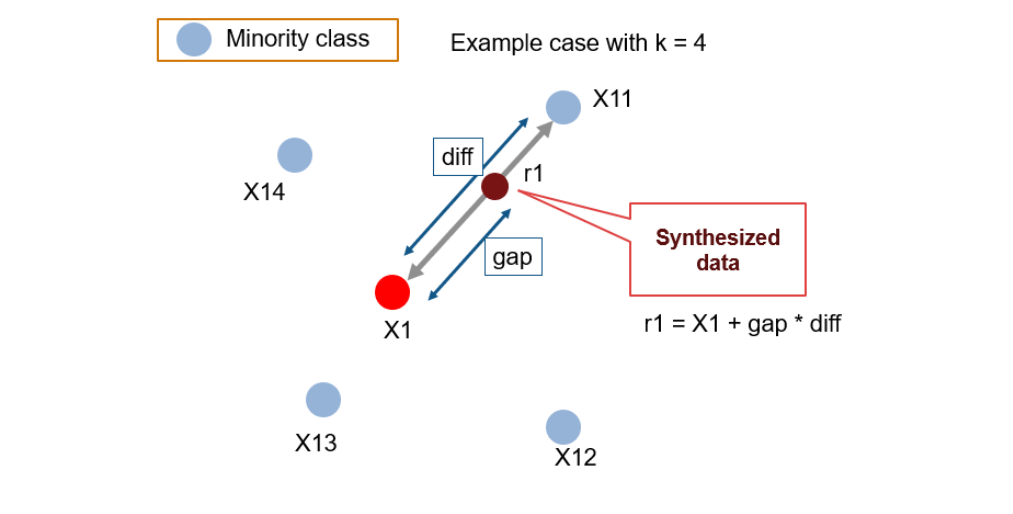 Minority class
Example case with k = 4
X11
diff
r1
X14
Synthesized
data
gap
r1 = X1 + gap * diff
X1
X13
X12